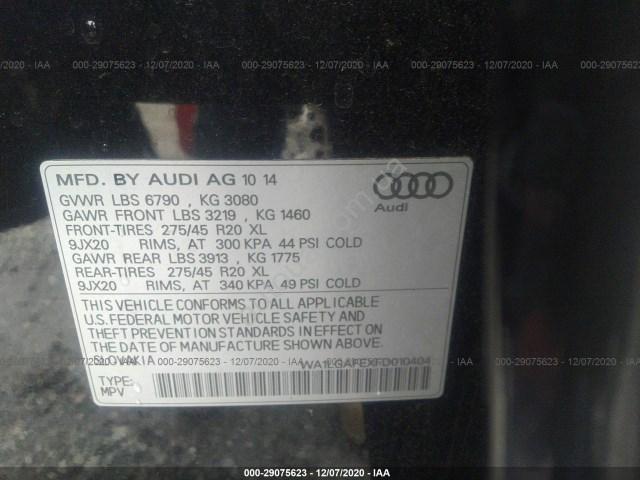 000-29075623 - 12/07/2020 - IAA
MFD. BY AUDI AG 10 14
GVWR LBS 6790 , KG 3080
GAWR FRONT LBS 3219 , KG 1460
FRONT-TIRES 275/45 R20 XL
9JX20 RIMS, AT 300 KPA 44 PSI COLD
GAWR REAR LBS 3913 , KG 1775
REAR-TIRES 275/45 R20 XL
9JX20 RIMS, AT 340 KPA 49 PSI COLD
Audi
THIS VEHICLE CONFORMS TO ALL APPLICABLE
U.S. FEDERAL MOTOR VEHICLE SAFETY AND
THEFT PREVENTION STANDARDS IN EFFECT ON
THE DATE OF MANUFACTURE SHOWN ABOVE.
SLOVAKIA WA1LGAFEXFD010404
TYPE:
MPV
000-29075623 - 12/07/2020 - IAA